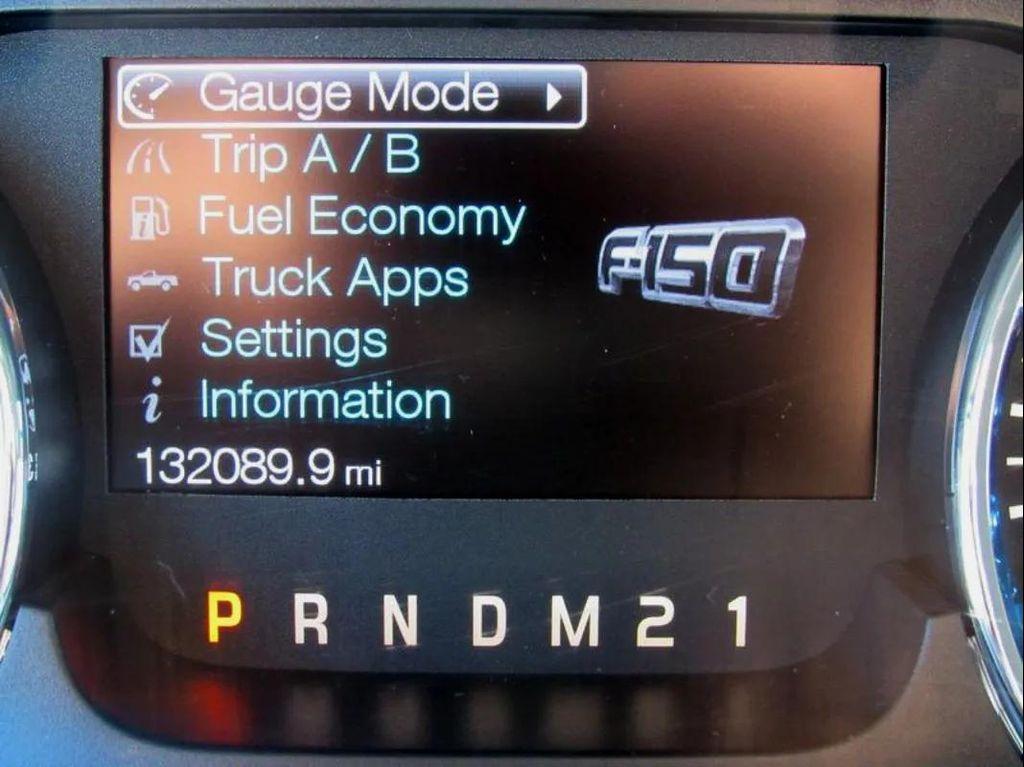 Gauge Mode
Trip A / B
Fuel Economy
Truck Apps
Settings
Information
132089.9 mi
F-150
P R N D M 2 1